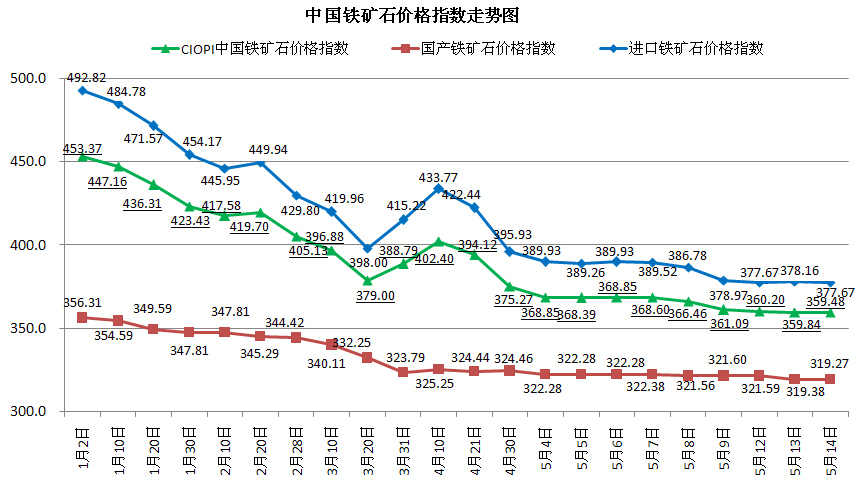 中国铁矿石价格指数走势图
CIOPI中国铁矿石价格指数 国产铁矿石价格指数 进口铁矿石价格指数
500.0
450.0
400.0
350.0
300.0
492.82 484.78 471.57 454.17 445.95 449.94 429.80 419.96 398.00 415.22 433.77 422.44 395.93 389.93 389.26 389.93 389.52 386.78 378.97 377.67 378.16 377.67
453.37 447.16 436.31 423.43 417.58 419.70 405.13 396.88 379.00 388.79 402.40 394.12 375.27 368.85 368.39 368.85 368.60 366.46 361.09 360.20 359.84 359.48
356.31 354.59 349.59 347.81 347.81 345.29 344.42 340.11 332.25 323.79 325.25 324.44 324.46 322.28 322.28 322.28 322.38 321.56 321.60 321.59 319.38 319.27
1月2日 1月10日 1月20日 1月30日 2月10日 2月20日 2月28日 3月10日 3月20日 3月31日 4月10日 4月21日 4月30日 5月4日 5月5日 5月6日 5月7日 5月8日 5月9日 5月12日 5月13日 5月14日